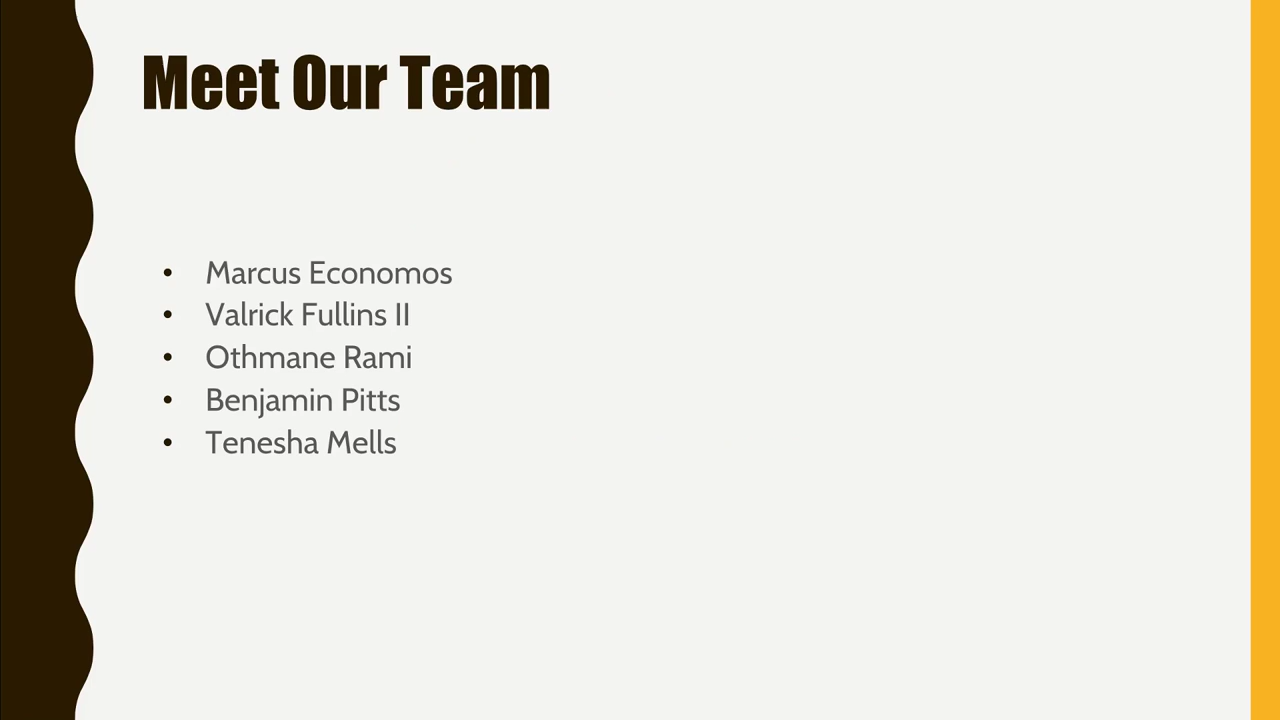 Meet Our Team
• Marcus Economos
• Valrick Fullins II
• Othmane Rami
• Benjamin Pitts
• Tenesha Mells